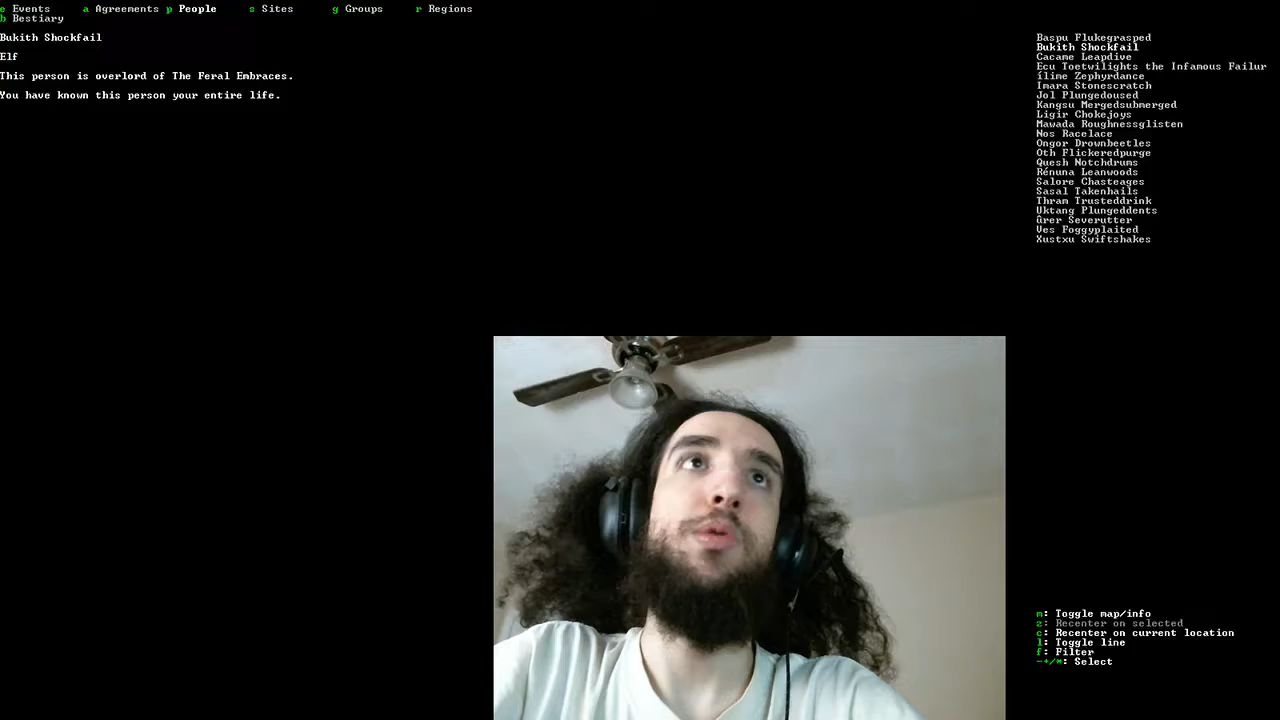 e Events a Agreements p People s Sites g Groups r Regions
b Bestiary
Bukith Shockfail
Elf
This person is overlord of The Feral Embraces.
You have known this person your entire life.
Baspu Flukegrasped
Bukith Shockfail
Cacame Leapdive
Ecu Toetwilights the Infamous Failur
ílime Zephyrdance
Imara Stonescratch
Jol Plungedoused
Kangsu Mergedsubmerged
Ligir Chokejoys
Mawada Roughnessglisten
Nos Racelace
Ongor Drownbeetles
Oth Flickeredpurge
Quesh Notchdrums
Rénuna Leanwoods
Salore Chasteages
Sasal Takenhails
Thram Trusteddrink
Uktang Plungeddents
ûrer Severutter
Ves Foggyplaited
Xustxu Swiftshakes
m: Toggle map/info
z: Recenter on selected
c: Recenter on current location
l: Toggle line
f: Filter
-+/*: Select